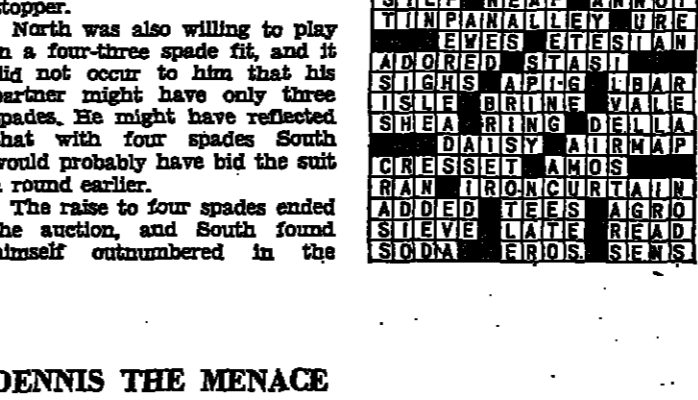 stopper.
North was also willing to play
in a four-three spade fit, and it
did not occur to him that his
partner might have only three
spades. He might have reflected
that with four spades South
would probably have bid the suit
a round earlier.
The raise to four spades ended
the auction, and South found
himself outnumbered in the
TINPANALLEY URE
EWES ETESIAN
ADORED STASI
SIGHS APIG LBAR
ISLE BRINE VALE
SHEA RING DELLA
DAISY AIRMAP
CRESSET AMOS
RAN IRONCURTAIN
ADDED TEES AGRO
SIEVE LATE READ
SODA EROS SENS
DENNIS THE MENACE